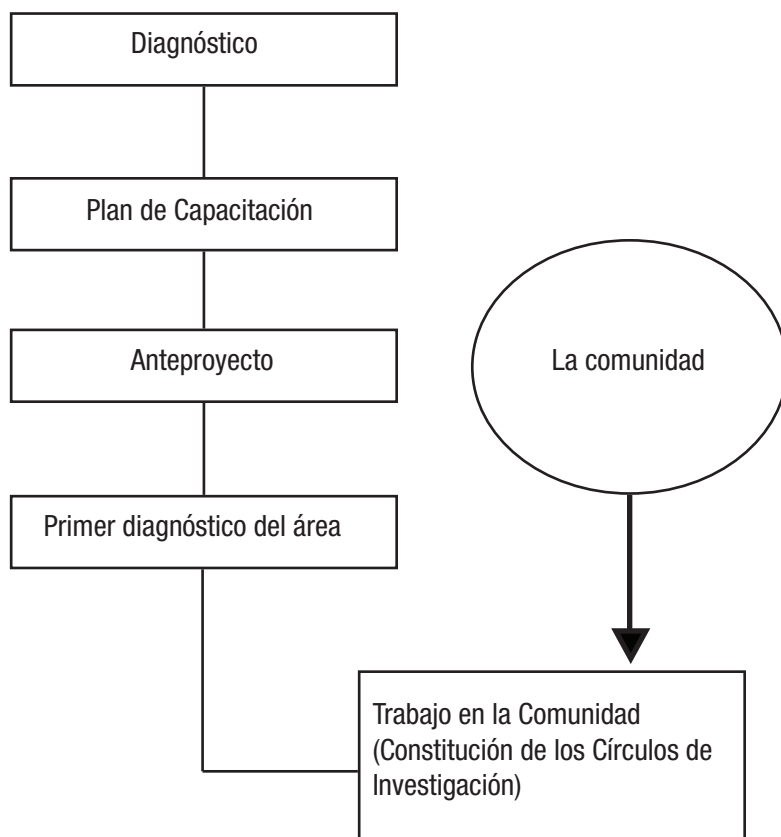 Diagnóstico
Plan de Capacitación
Anteproyecto
La comunidad
Primer diagnóstico del área
Trabajo en la Comunidad
(Constitución de los Círculos de
Investigación)